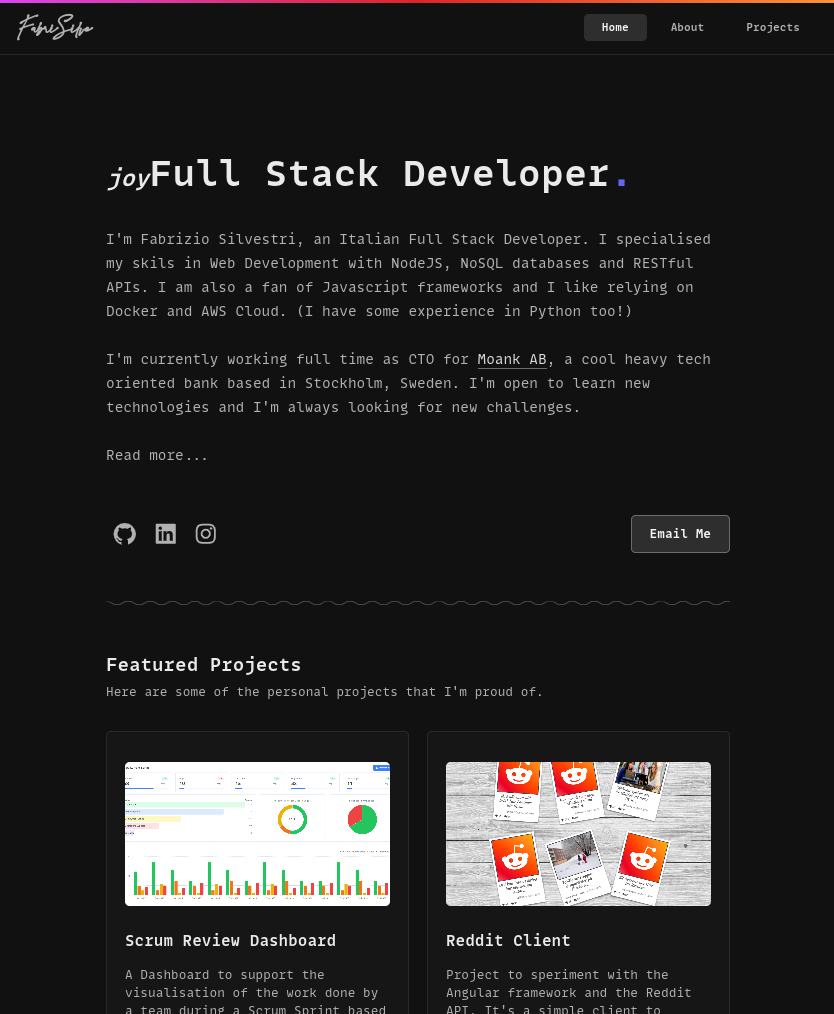 FabriSilve
Home
About
Projects
joyFull Stack Developer.
I'm Fabrizio Silvestri, an Italian Full Stack Developer. I specialised
my skils in Web Development with NodeJS, NoSQL databases and RESTful
APIs. I am also a fan of Javascript frameworks and I like relying on
Docker and AWS Cloud. (I have some experience in Python too!)
I'm currently working full time as CTO for Moank AB, a cool heavy tech
oriented bank based in Stockholm, Sweden. I'm open to learn new
technologies and I'm always looking for new challenges.
Read more...
Email Me
Featured Projects
Here are some of the personal projects that I'm proud of.
Scrum Review Dashboard
A Dashboard to support the
visualisation of the work done by
a team during a Scrum Sprint based
Reddit Client
Project to speriment with the
Angular framework and the Reddit
API. It's a simple client to